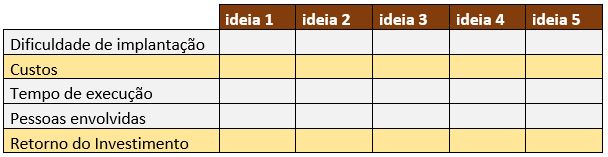 ideia 1 ideia 2 ideia 3 ideia 4 ideia 5
Dificuldade de implantação
Custos
Tempo de execução
Pessoas envolvidas
Retorno do Investimento